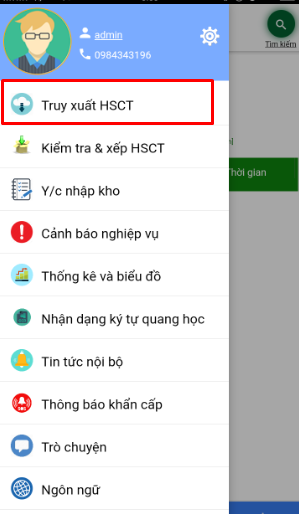 admin
0984343196
Tìm kiếm
Truy xuất HSCT
Kiểm tra & xếp HSCT
Y/c nhập kho
Thời gian
Cảnh báo nghiệp vụ
Thống kê và biểu đồ
Nhận dạng ký tự quang học
Tin tức nội bộ
Thông báo khẩn cấp
Trò chuyện
Ngôn ngữ